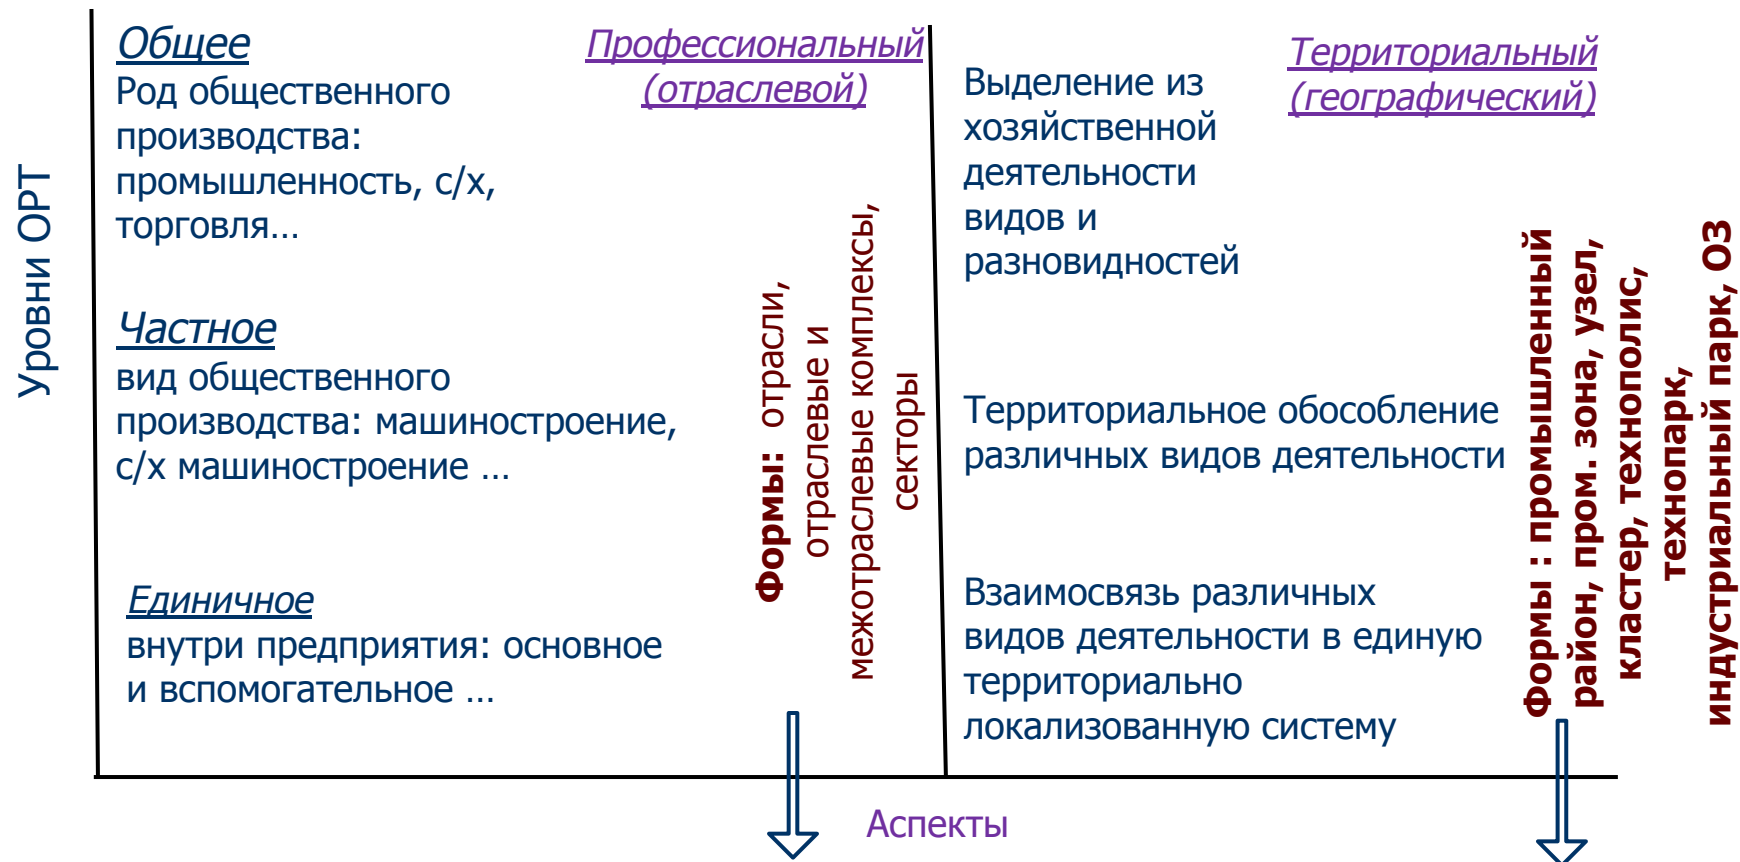 Уровни ОРТ
Общее
Род общественного
производства:
промышленность, с/х,
торговля…
Частное
вид общественного
производства: машиностроение,
с/х машиностроение …
Единичное
внутри предприятия: основное
и вспомогательное …
Профессиональный
(отраслевой)
Формы: отрасли,
отраслевые и
межотраслевые комплексы,
секторы
Выделение из
хозяйственной
деятельности
видов и
разновидностей
Территориальное обособление
различных видов деятельности
Взаимосвязь различных
видов деятельности в единую
территориально
локализованную систему
Территориальный
(географический)
Формы : промышленный
район, пром. зона, узел,
кластер, технополис,
технопарк,
индустриальный парк, ОЗ
Аспекты